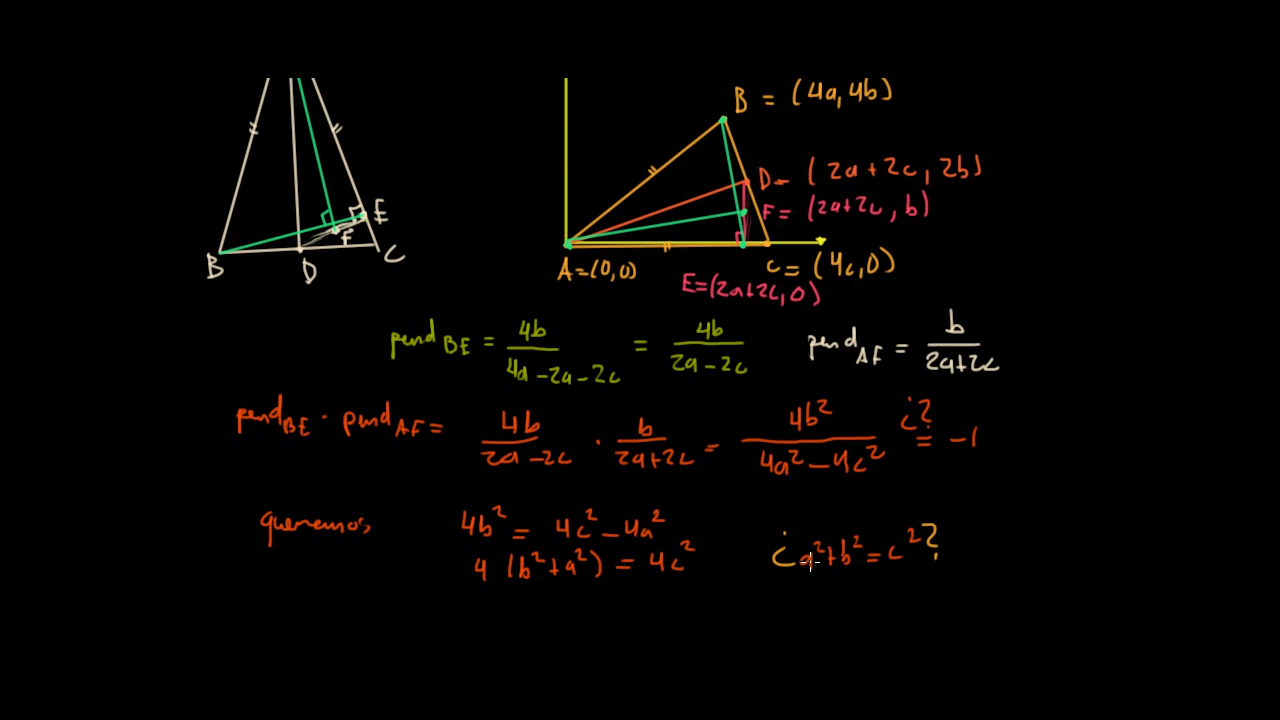 B = (4a, 4b)
D = (2a+2c, 2b)
F = (2a+2c, b)
A=(0,0)
C = (4c, 0)
E=(2a+2c, 0)
B
D
F
E
C
pend BE = 4b / 4a-2a-2c = 4b / 2a-2c
pend AF = b / 2a+2c
pend BE · pend AF = 4b / 2a-2c · b / 2a+2c = 4b² / 4a²-4c² ¿=? -1
queremos 4b² = 4c²-4a²
4 (b²+a²) = 4c²
¿a²+b²=c²?